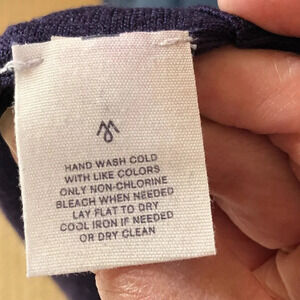 HAND WASH COLD
WITH LIKE COLORS
ONLY NON-CHLORINE
BLEACH WHEN NEEDED
LAY FLAT TO DRY
COOL IRON IF NEEDED
OR DRY CLEAN